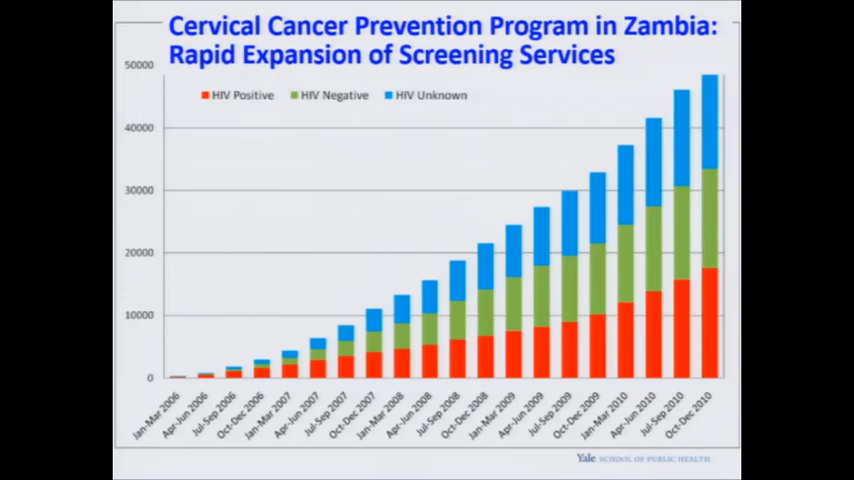 Cervical Cancer Prevention Program in Zambia:
Rapid Expansion of Screening Services
50000
HIV Positive HIV Negative HIV Unknown
40000
30000
20000
10000
0
Jan-Mar 2006
Apr-Jun 2006
Jul-Sep 2006
Oct-Dec 2006
Jan-Mar 2007
Apr-Jun 2007
Jul-Sep 2007
Oct-Dec 2007
Jan-Mar 2008
Apr-Jun 2008
Jul-Sep 2008
Oct-Dec 2008
Jan-Mar 2009
Apr-Jun 2009
Jul-Sep 2009
Oct-Dec 2009
Jan-Mar 2010
Apr-Jun 2010
Jul-Sep 2010
Oct-Dec 2010
Yale SCHOOL OF PUBLIC HEALTH